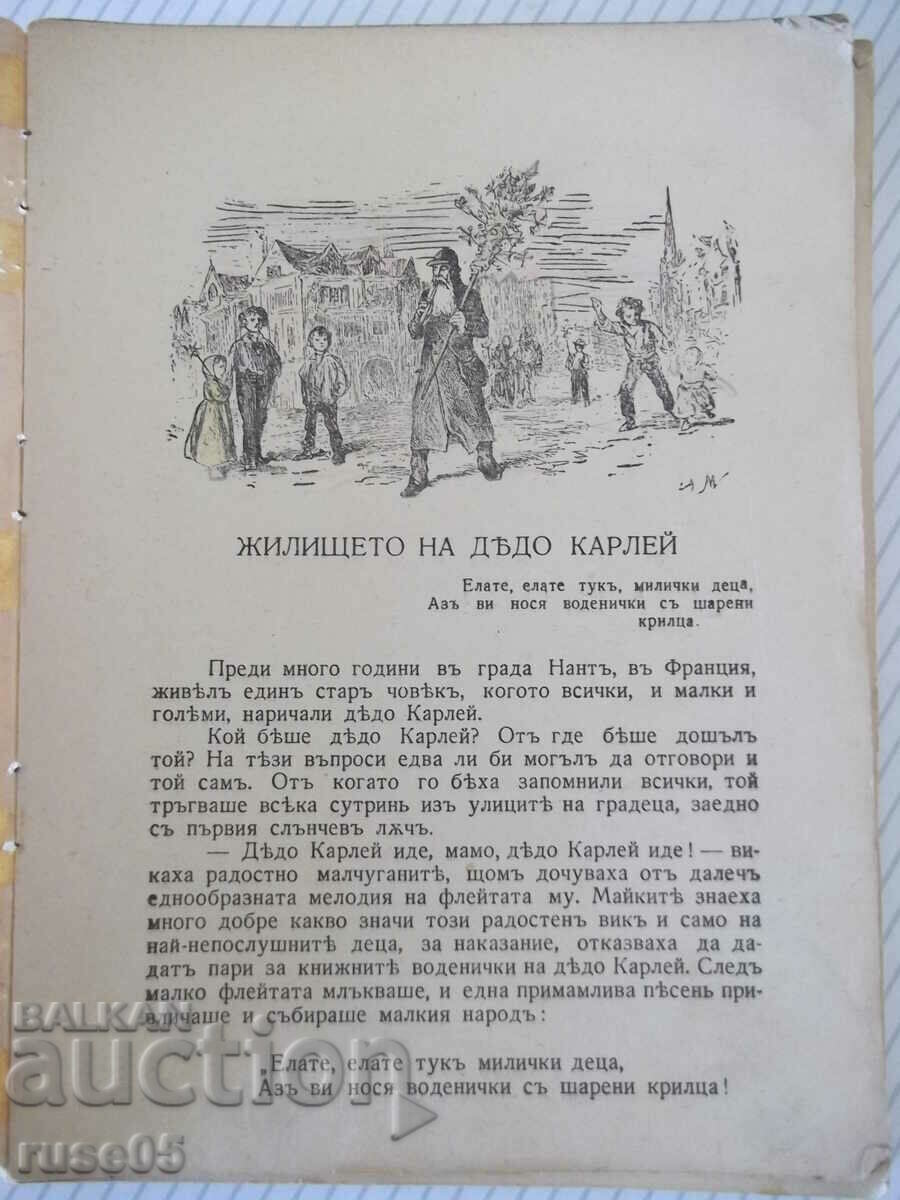 АМ
ЖИЛИЩЕТО НА ДѢДО КАРЛЕЙ
Елате, елате тукъ, милички деца,
Азъ ви нося воденички съ шарени
крилца.
Преди много години въ града Нантъ, въ Франция,
живѣлъ единъ старъ човѣкъ, когото всички, и малки и
голѣми, наричали дѣдо Карлей.
Кой бѣше дѣдо Карлей? Отъ где бѣше дошълъ
той? На тѣзи въпроси едва ли би могълъ да отговори и
той самъ. Отъ когато го бѣха запомнили всички, той
тръгваше всѣка сутринь изъ улицитѣ на градеца, заедно
съ първия слънчевъ лѫчъ.
— Дѣдо Карлей иде, мамо, дѣдо Карлей иде! — ви-
каха радостно малчуганитѣ, щомъ дочуваха отъ далечъ
еднообразната мелодия на флейтата му. Майкитѣ знаеха
много добре какво значи този радостенъ викъ и само на
най-непослушнитѣ деца, за наказание, отказваха да да-
датъ пари за книжнитѣ воденички на дѣдо Карлей. Следъ
малко флейтата млъкваше, и една примамлива пѣсень при-
вличаше и събираше малкия народъ:
„Елате, елате тукъ милички деца,
Азъ ви нося воденички съ шарени крилца!
BALKAN
auction
ruse05